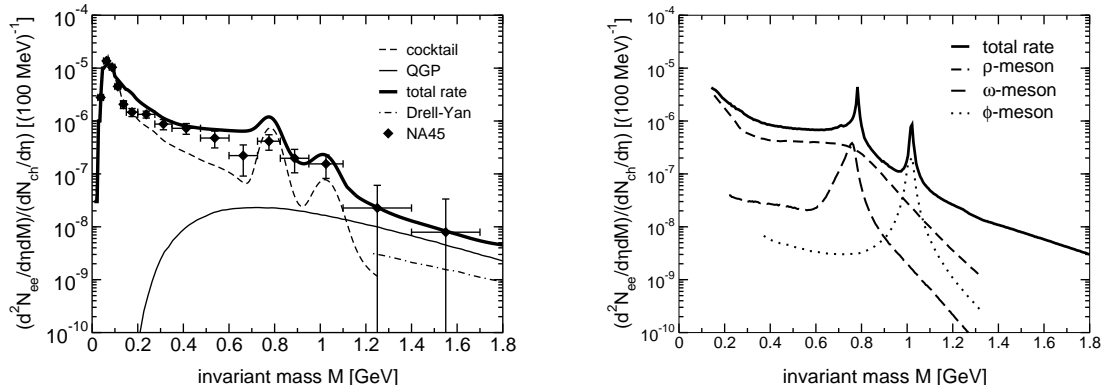 10^-4
10^-5
10^-6
10^-7
10^-8
10^-9
10^-10
(d^2N_ee/dηdM)/(dN_ch/dη) [(100 MeV)^-1]
cocktail
QGP
total rate
Drell-Yan
NA45
0 0.2 0.4 0.6 0.8 1 1.2 1.4 1.6 1.8
invariant mass M [GeV]
10^-4
10^-5
10^-6
10^-7
10^-8
10^-9
10^-10
(d^2N_ee/dηdM)/(dN_ch/dη) [(100 MeV)^-1]
total rate
ρ-meson
ω-meson
ϕ-meson
0 0.2 0.4 0.6 0.8 1 1.2 1.4 1.6 1.8
invariant mass M [GeV]